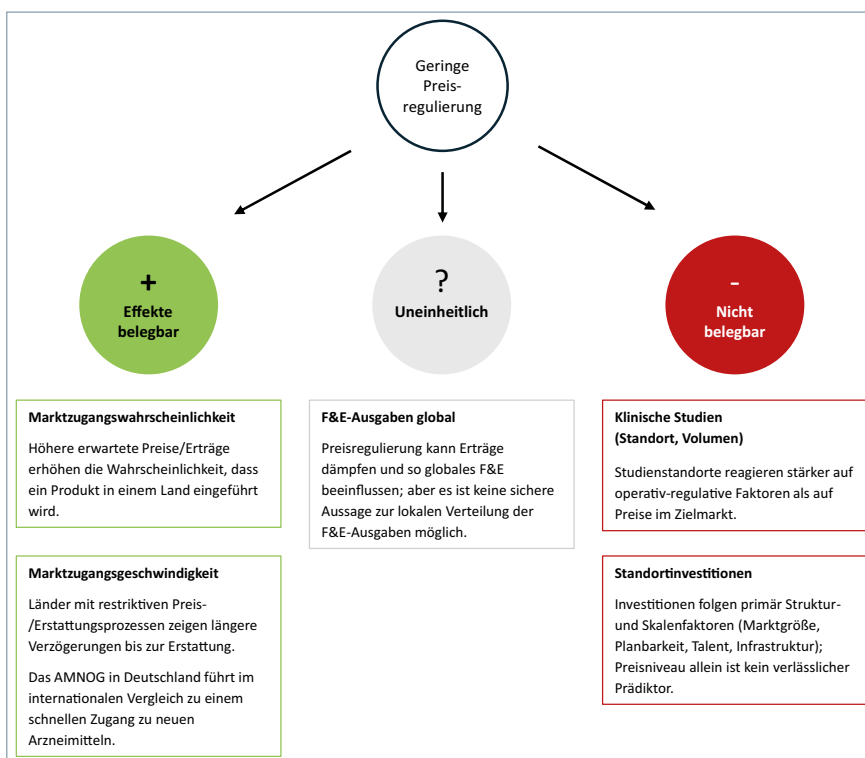 Geringe
Preis-
regulierung
+
Effekte
belegbar
?
Uneinheitlich
-
Nicht
belegbar
Marktzugangswahrscheinlichkeit
Höhere erwartete Preise/Erträge
erhöhen die Wahrscheinlichkeit, dass
ein Produkt in einem Land eingeführt
wird.
Marktzugangsgeschwindigkeit
Länder mit restriktiven Preis-
/Erstattungsprozessen zeigen längere
Verzögerungen bis zur Erstattung.
Das AMNOG in Deutschland führt im
internationalen Vergleich zu einem
schnellen Zugang zu neuen
Arzneimitteln.
F&E-Ausgaben global
Preisregulierung kann Erträge
dämpfen und so globales F&E
beeinflussen; aber es ist keine sichere
Aussage zur lokalen Verteilung der
F&E-Ausgaben möglich.
Klinische Studien
(Standort, Volumen)
Studienstandorte reagieren stärker auf
operativ-regulative Faktoren als auf
Preise im Zielmarkt.
Standortinvestitionen
Investitionen folgen primär Struktur-
und Skalenfaktoren (Marktgröße,
Planbarkeit, Talent, Infrastruktur);
Preisniveau allein ist kein verlässlicher
Prädiktor.